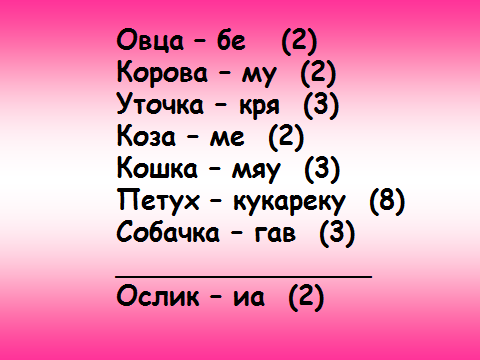 Овца – бе (2)
Корова – му (2)
Уточка – кря (3)
Коза – ме (2)
Кошка – мяу (3)
Петух – кукареку (8)
Собачка – гав (3)
Ослик – иа (2)